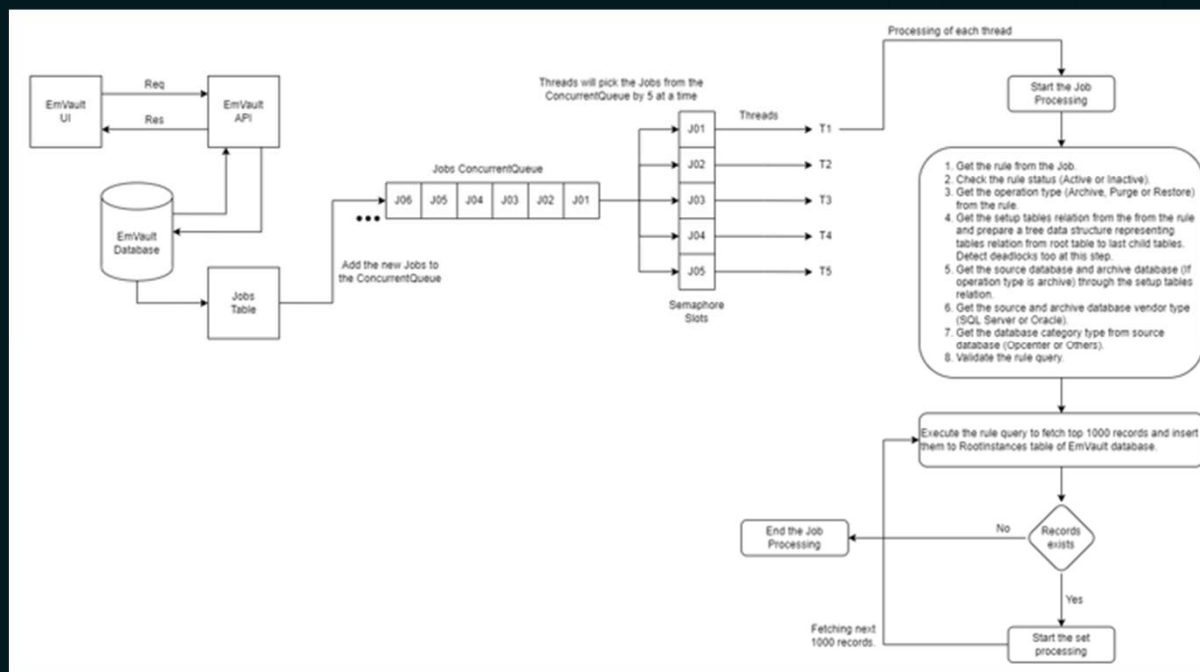 Processing of each thread
EmVault
UI
Req
Res
EmVault
API
EmVault
Database
Jobs
Table
Add the new Jobs to
the ConcurrentQueue
Jobs ConcurrentQueue
J06 J05 J04 J03 J02 J01
Threads will pick the Jobs from the
ConcurrentQueue by 5 at a time
Threads
J01
J02
J03
J04
J05
Semaphore
Slots
T1
T2
T3
T4
T5
Start the Job
Processing
1. Get the rule from the Job.
2. Check the rule status (Active or Inactive).
3. Get the operation type (Archive, Purge or Restore)
from the rule.
4. Get the setup tables relation from the from the rule
and prepare a tree data structure representing
tables relation from root table to last child tables.
Detect deadlocks too at this step.
5. Get the source database and archive database (If
operation type is archive) through the setup tables
relation.
6. Get the source and archive database vendor type
(SQL Server or Oracle).
7. Get the database category type from source
database (Opcenter or Others).
8. Validate the rule query.
Execute the rule query to fetch top 1000 records and insert
them to RootInstances table of EmVault database.
Records
exists
No
End the Job
Processing
Yes
Start the set
processing
Fetching next
1000 records.